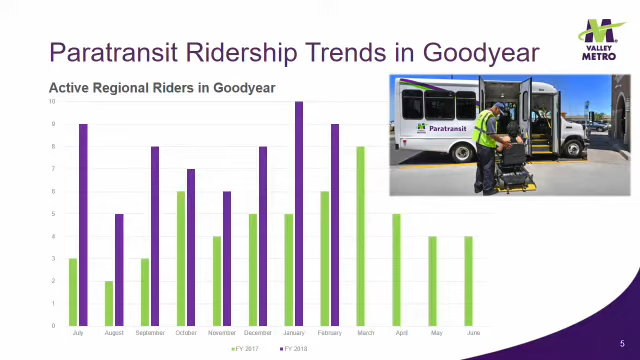 Paratransit Ridership Trends in Goodyear
VALLEY
METRO
Active Regional Riders in Goodyear
10
9
8
7
6
5
4
3
2
1
0
July August September October November December January February March April May June
FY 2017 FY 2018
Paratransit
5